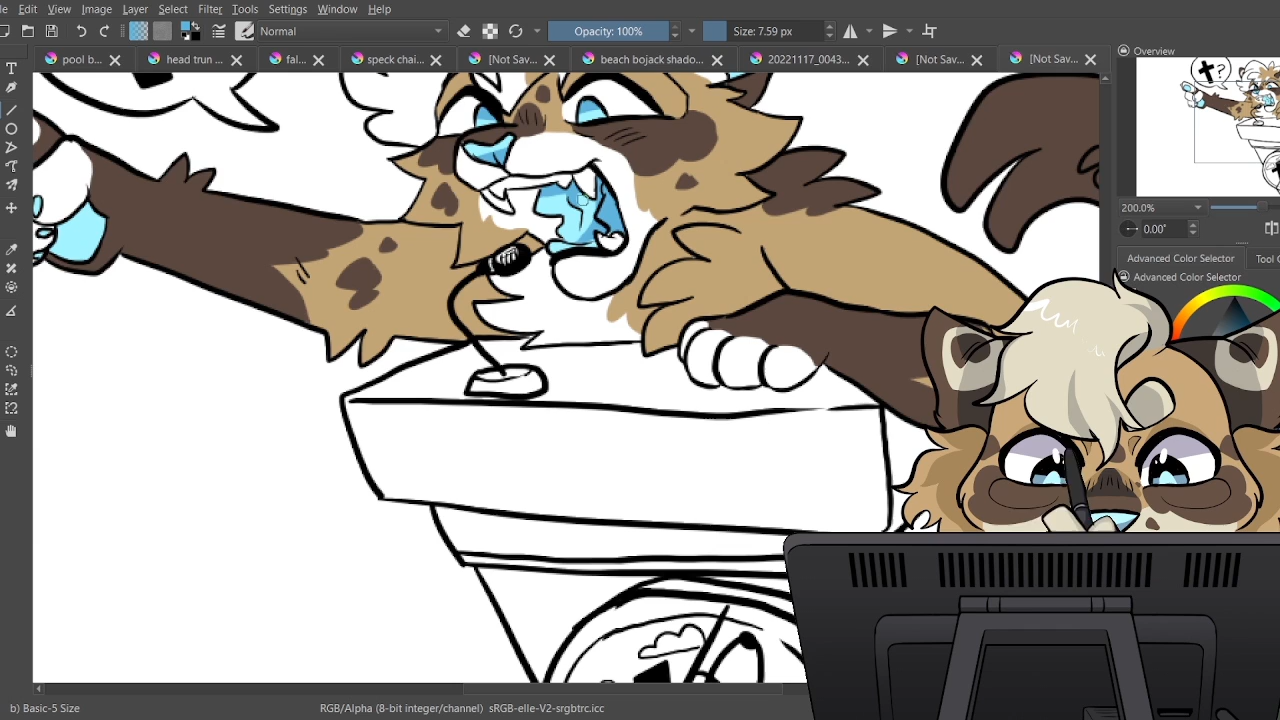 Edit View Image Layer Select Filter Tools Settings Window Help
Normal Opacity: 100% Size: 7.59 px
pool b... head trun ... fal... speck chai... [Not Sav... beach bojack shado... 20221117_0043... [Not Sav... [Not Sav...
Overview
?
200.0%
0.00°
Advanced Color Selector Tool
Advanced Color Selector
b) Basic-5 Size RGB/Alpha (8-bit integer/channel) sRGB-elle-V2-srgbtrc.icc